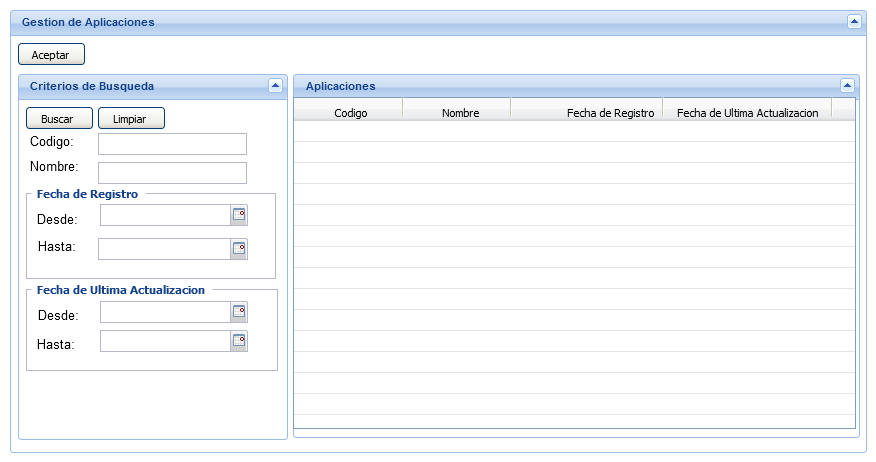 Gestion de Aplicaciones
Aceptar
Criterios de Busqueda
Buscar Limpiar
Codigo:
Nombre:
Fecha de Registro
Desde:
Hasta:
Fecha de Ultima Actualizacion
Desde:
Hasta:
Aplicaciones
Codigo Nombre Fecha de Registro Fecha de Ultima Actualizacion